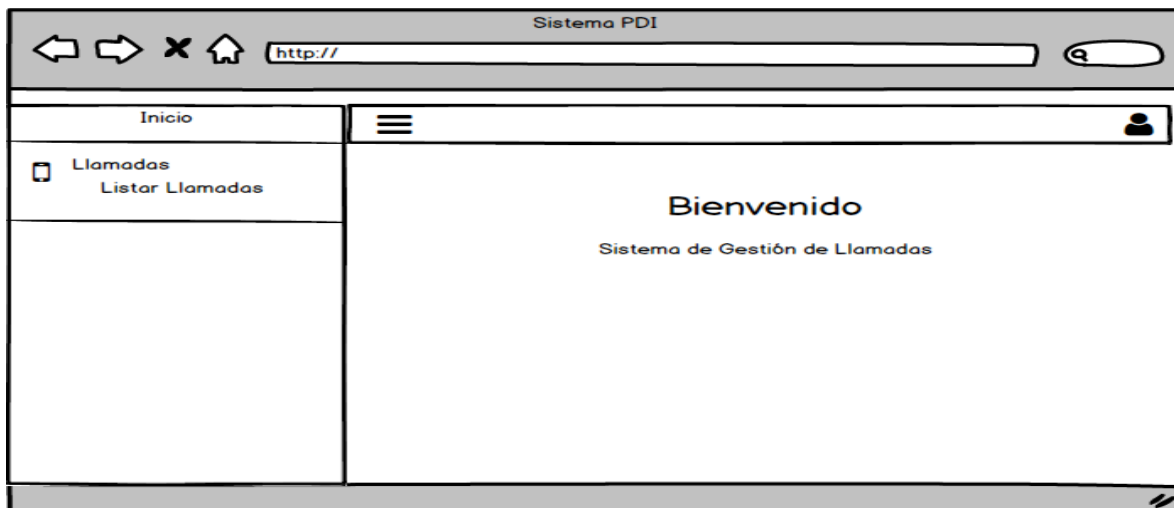 Sistema PDI
http://
Inicio
Llamadas
Listar Llamadas
Bienvenido
Sistema de Gestión de Llamadas